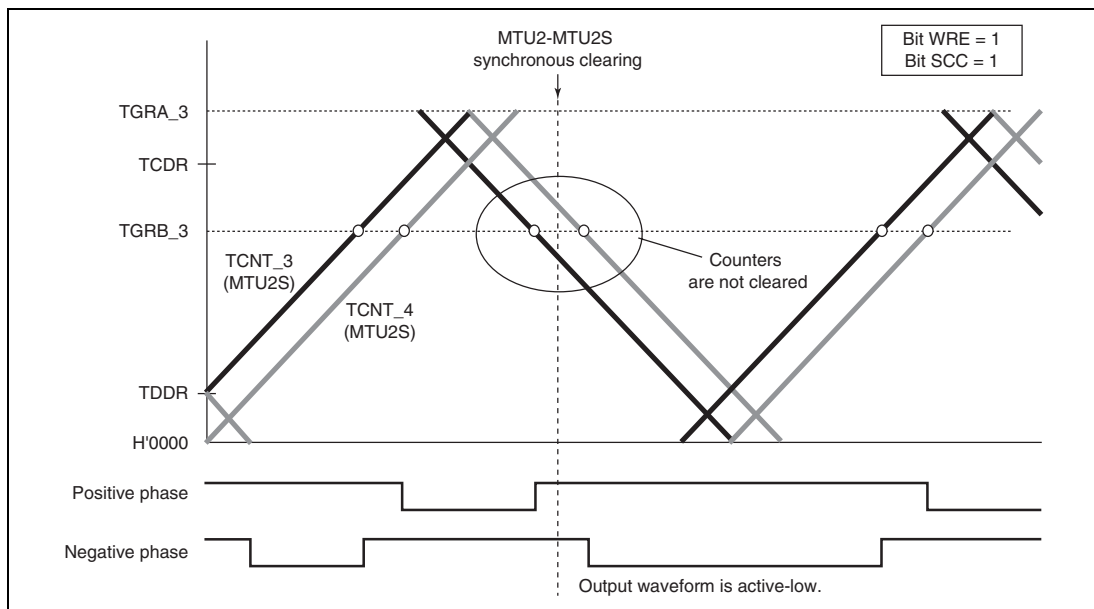 MTU2-MTU2S
synchronous clearing
Bit WRE = 1
Bit SCC = 1
TGRA_3
TCDR
TGRB_3
TCNT_3
(MTU2S)
Counters
are not cleared
TCNT_4
(MTU2S)
TDDR
H'0000
Positive phase
Negative phase
Output waveform is active-low.